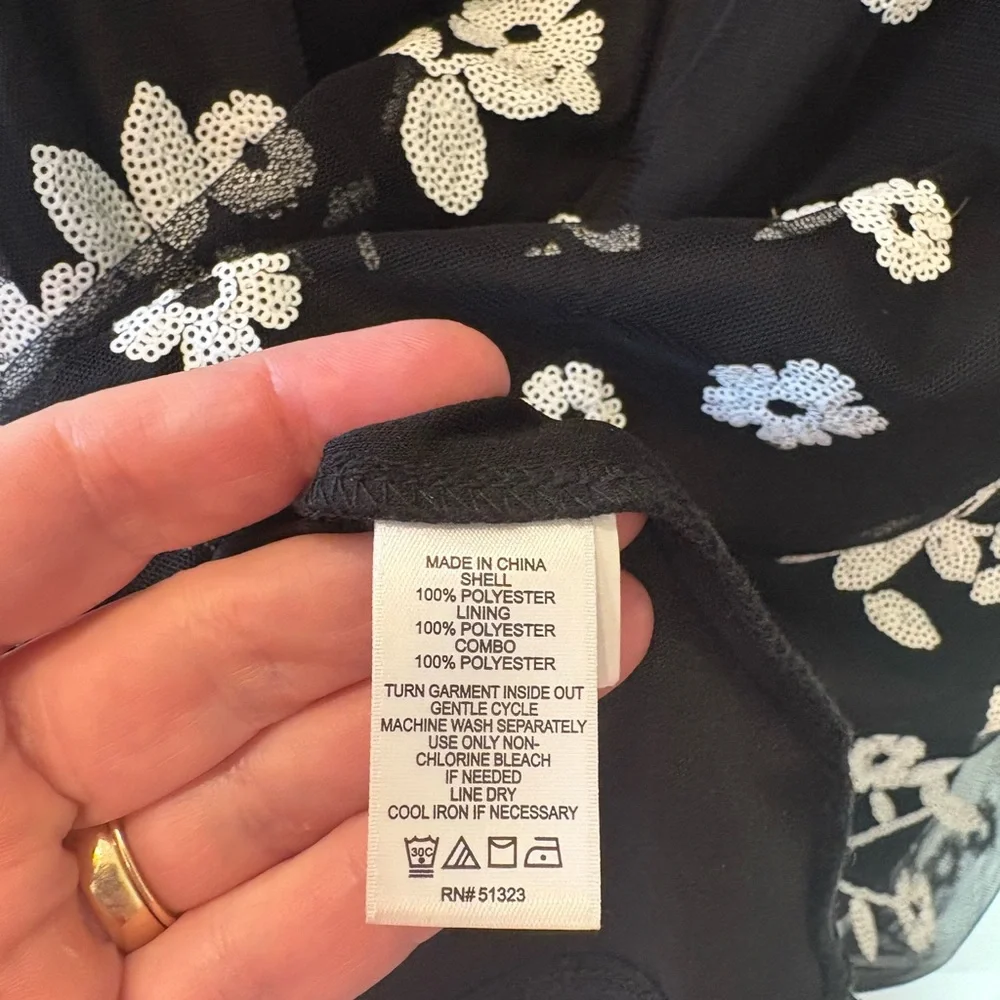 MADE IN CHINA
SHELL
100% POLYESTER
LINING
100% POLYESTER
COMBO
100% POLYESTER
TURN GARMENT INSIDE OUT
GENTLE CYCLE
MACHINE WASH SEPARATELY
USE ONLY NON-
CHLORINE BLEACH
IF NEEDED
LINE DRY
COOL IRON IF NECESSARY
30C
RN# 51323